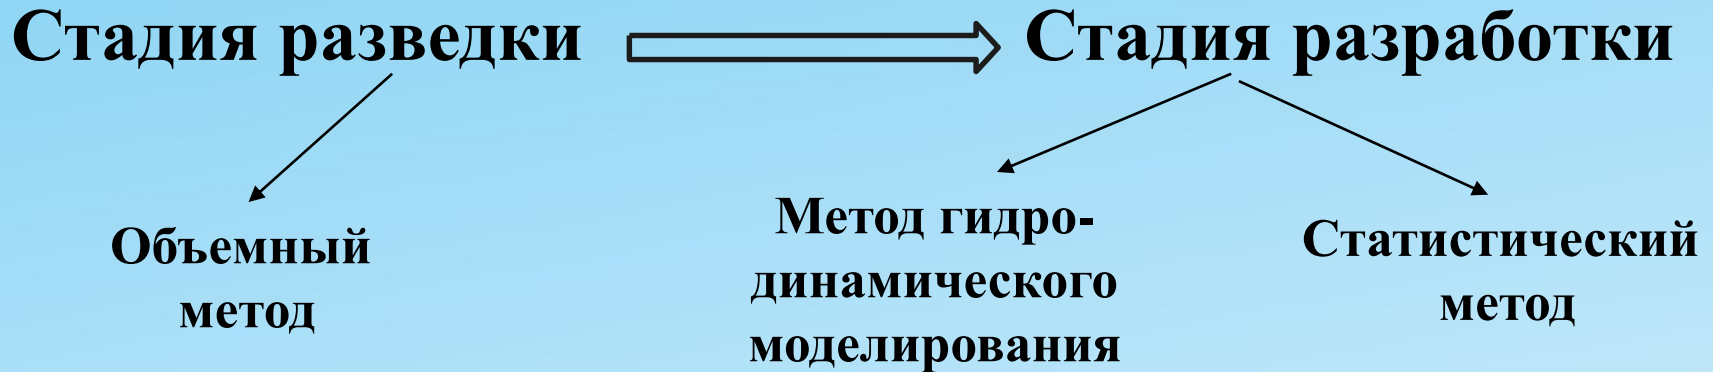 Стадия разведки
Стадия разработки
Объемный
метод
Метод гидро-
динамического
моделирования
Статистический
метод